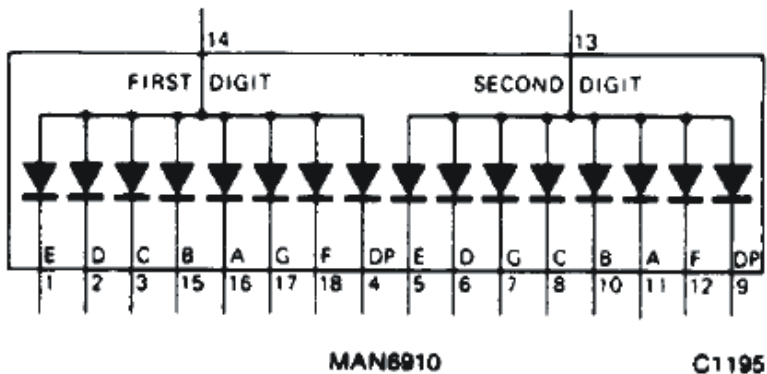 14 13
FIRST DIGIT SECOND DIGIT
E D C B A G F DP E D G C B A F DP
1 2 3 15 16 17 18 4 5 6 7 8 10 11 12 9
MAN6910 C1195